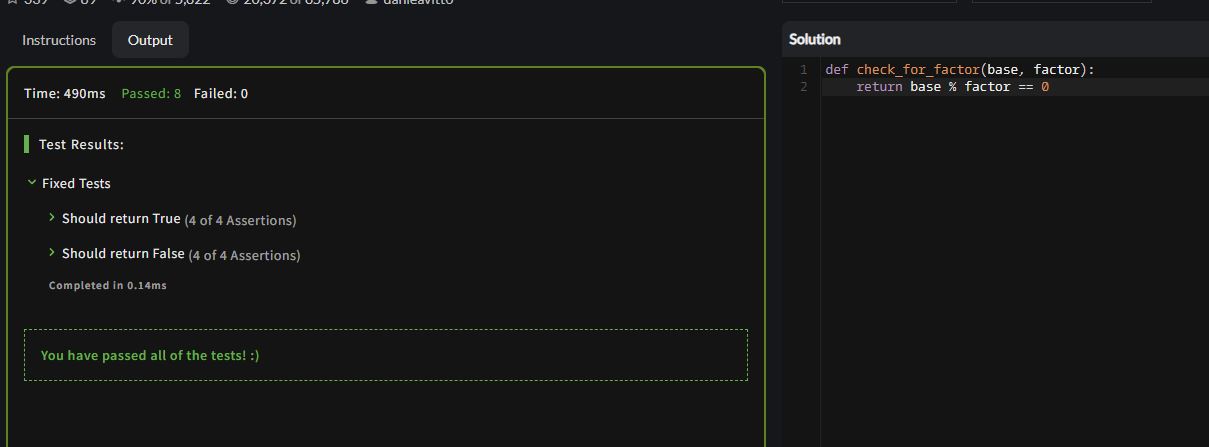 Instructions
Output
Time: 490ms Passed: 8 Failed: 0
Test Results:
Fixed Tests
Should return True (4 of 4 Assertions)
Should return False (4 of 4 Assertions)
Completed in 0.14ms
You have passed all of the tests! :)
Solution
1 def check_for_factor(base, factor):
2 return base % factor == 0